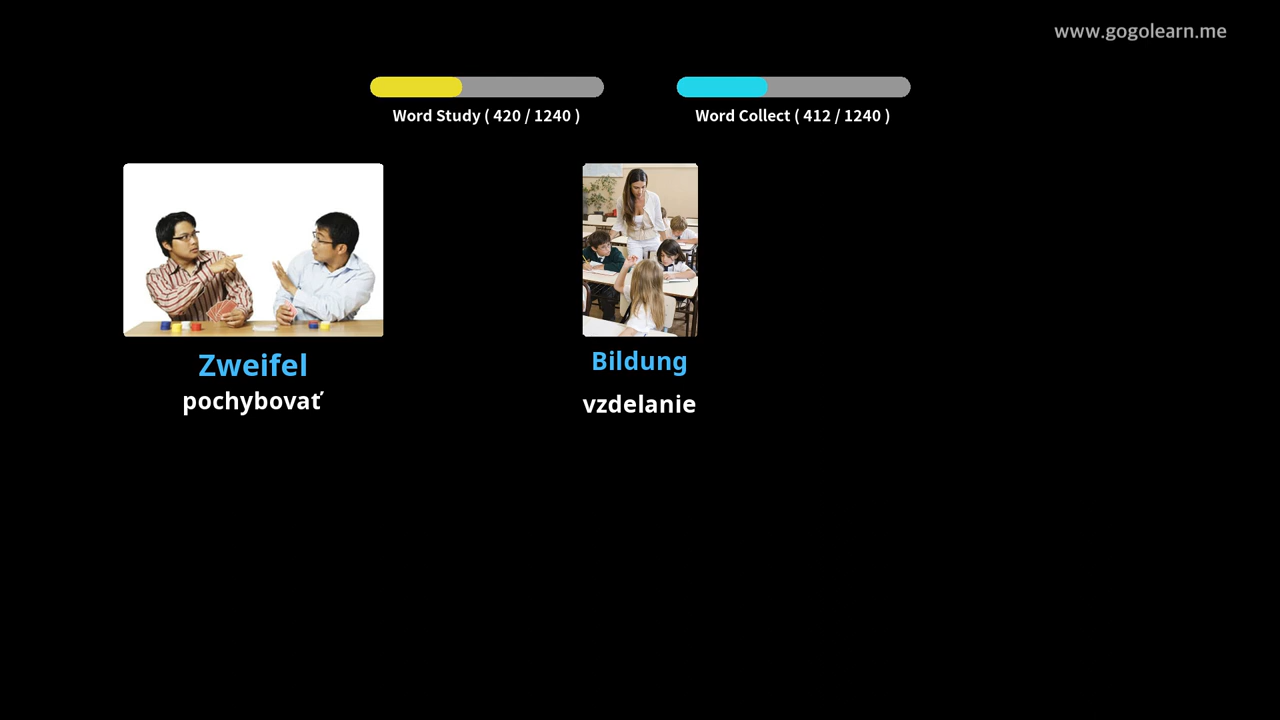 www.gogolearn.me
Word Study ( 420 / 1240 )
Word Collect ( 412 / 1240 )
Zweifel
pochybovať
Bildung
vzdelanie